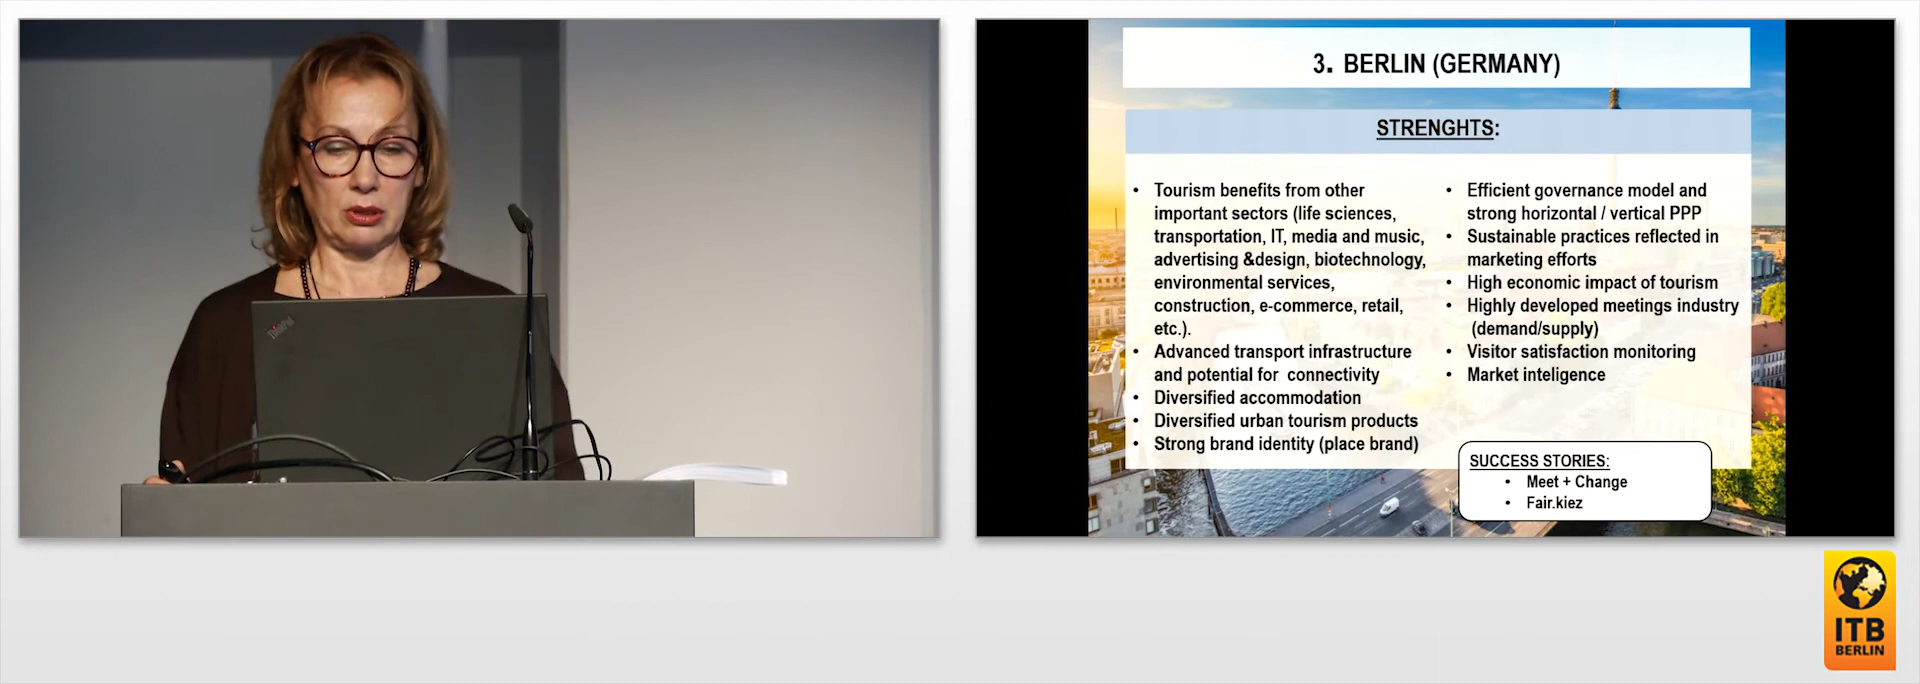 ThinkPad
3. BERLIN (GERMANY)
STRENGHTS:
• Tourism benefits from other
important sectors (life sciences,
transportation, IT, media and music,
advertising &design, biotechnology,
environmental services,
construction, e-commerce, retail,
etc.).
• Advanced transport infrastructure
and potential for connectivity
• Diversified accommodation
• Diversified urban tourism products
• Strong brand identity (place brand)
• Efficient governance model and
strong horizontal / vertical PPP
• Sustainable practices reflected in
marketing efforts
• High economic impact of tourism
• Highly developed meetings industry
(demand/supply)
• Visitor satisfaction monitoring
• Market inteligence
SUCCESS STORIES:
• Meet + Change
• Fair.kiez
ITB
BERLIN